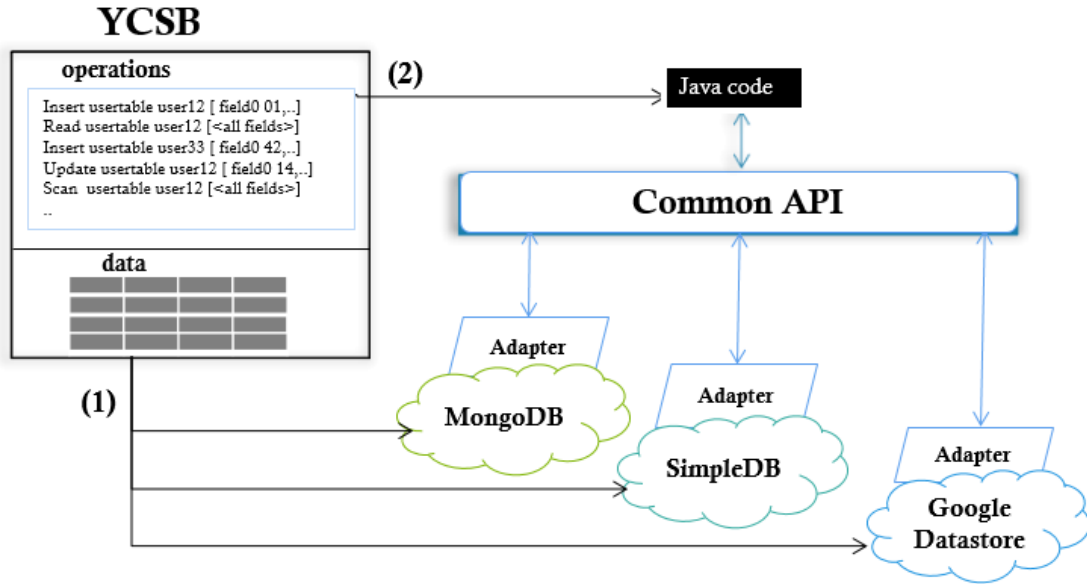 YCSB
operations
(2)
Java code
Insert usertable user12 [ field0 01,..]
Read usertable user12 [<all fields>]
Insert usertable user33 [ field0 42,..]
Update usertable user12 [ field0 14,..]
Scan usertable user12 [<all fields>]
..
Common API
data
Adapter
MongoDB
(1)
Adapter
SimpleDB
Adapter
Google
Datastore